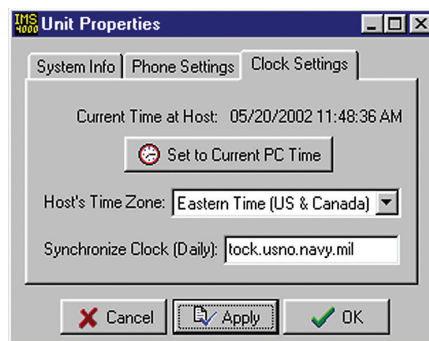 IMS 4000 Unit Properties
System Info Phone Settings Clock Settings
Current Time at Host: 05/20/2002 11:48:36 AM
Set to Current PC Time
Host's Time Zone: Eastern Time (US & Canada)
Synchronize Clock (Daily): tock.usno.navy.mil
Cancel Apply OK